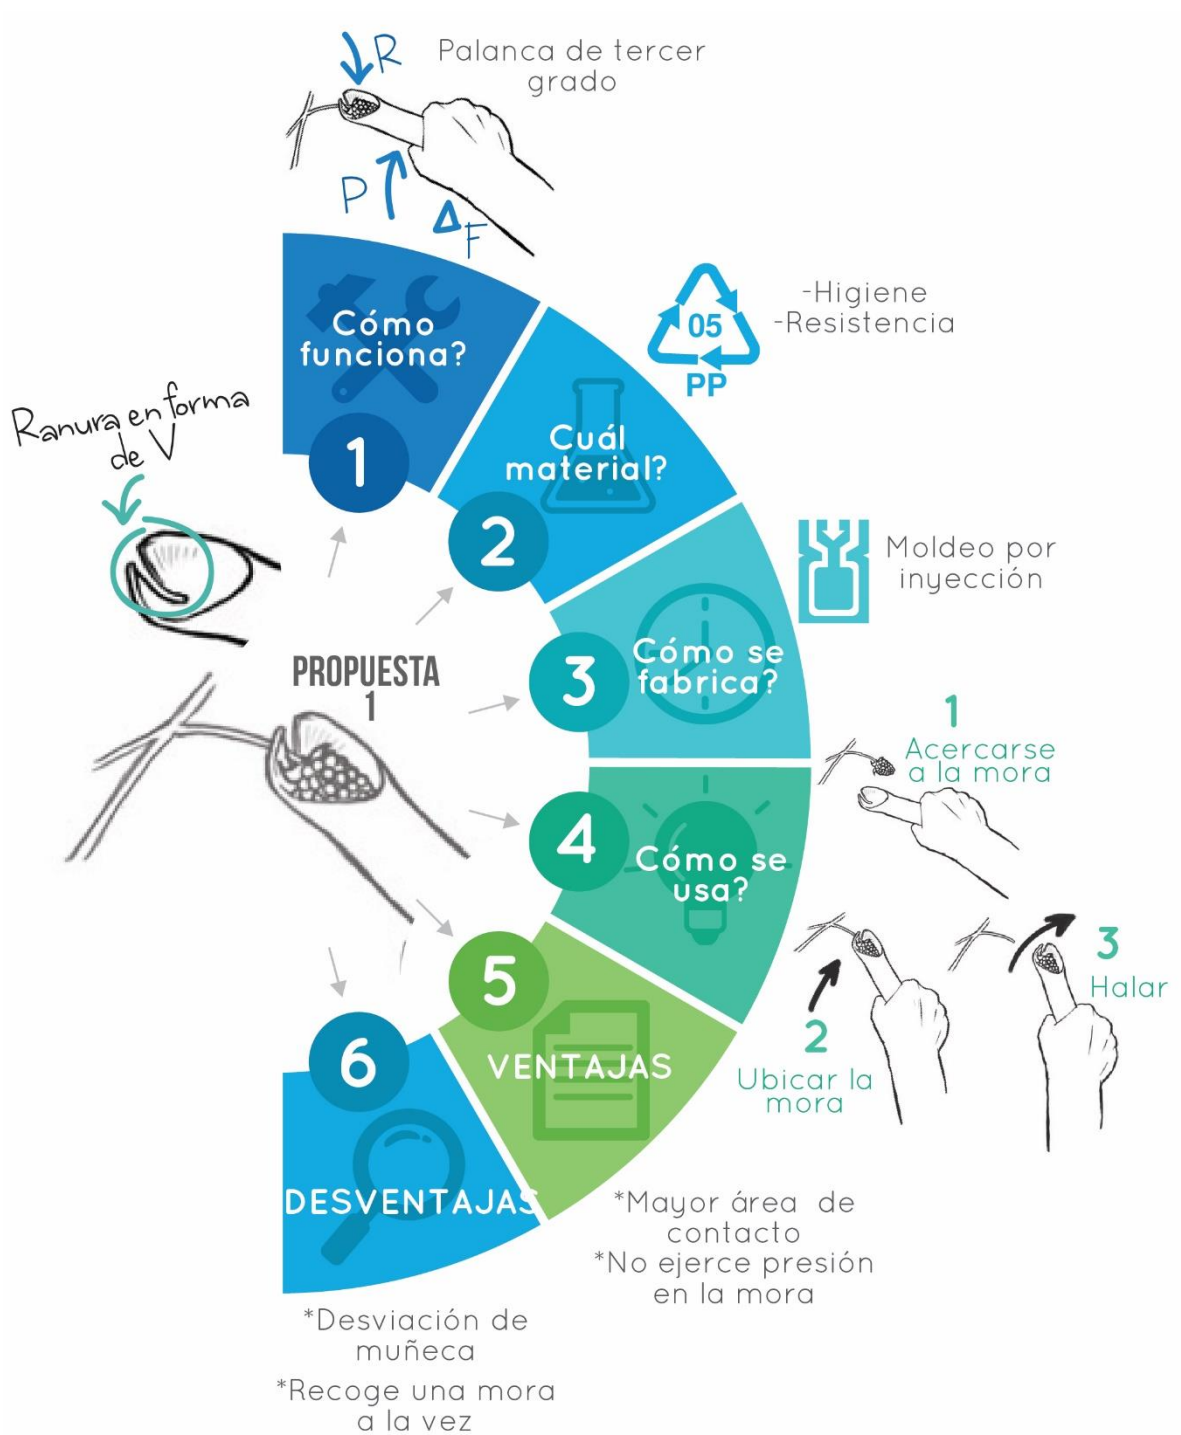 R
Palanca de tercer
grado
P
Δ
F
Cómo
funciona?
1
05
PP
-Higiene
-Resistencia
Cuál
material?
2
Ranura en forma
de V
Moldeo por
inyección
Cómo se
fabrica?
3
PROPUESTA
1
1
Acercarse
a la mora
4
Cómo se
usa?
2
Ubicar la
mora
3
Halar
5
VENTAJAS
*Mayor área de
contacto
*No ejerce presión
en la mora
6
DESVENTAJAS
*Desviación de
muñeca
*Recoge una mora
a la vez